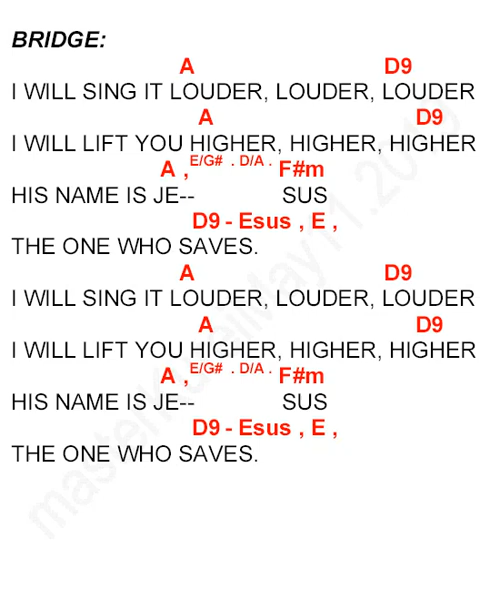 BRIDGE:
A D9
I WILL SING IT LOUDER, LOUDER, LOUDER
A D9
I WILL LIFT YOU HIGHER, HIGHER, HIGHER
A , E/G# . D/A . F#m
HIS NAME IS JE-- SUS
D9 - Esus , E ,
THE ONE WHO SAVES.
A D9
I WILL SING IT LOUDER, LOUDER, LOUDER
A D9
I WILL LIFT YOU HIGHER, HIGHER, HIGHER
A , E/G# . D/A . F#m
HIS NAME IS JE-- SUS
D9 - Esus , E ,
THE ONE WHO SAVES.